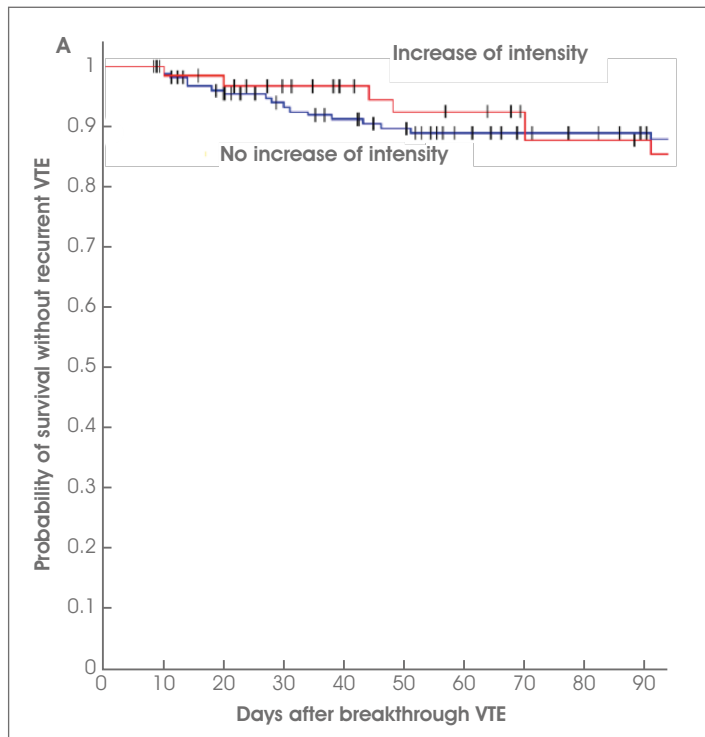 A
Increase of intensity
No increase of intensity
Probability of survival without recurrent VTE
1
0.9
0.8
0.7
0.6
0.5
0.4
0.3
0.2
0.1
0
0 10 20 30 40 50 60 70 80 90
Days after breakthrough VTE